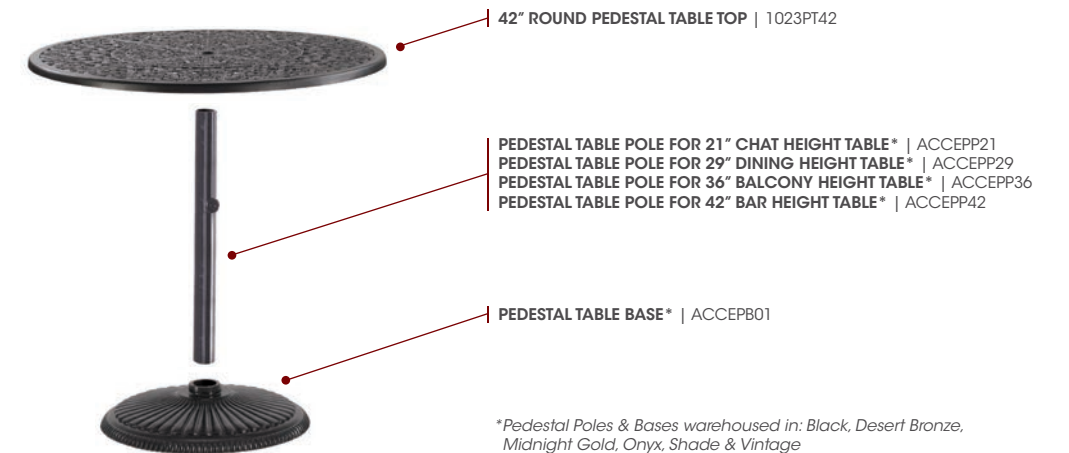 42” ROUND PEDESTAL TABLE TOP | 1023PT42
PEDESTAL TABLE POLE FOR 21” CHAT HEIGHT TABLE* | ACCEPP21
PEDESTAL TABLE POLE FOR 29” DINING HEIGHT TABLE* | ACCEPP29
PEDESTAL TABLE POLE FOR 36” BALCONY HEIGHT TABLE* | ACCEPP36
PEDESTAL TABLE POLE FOR 42” BAR HEIGHT TABLE* | ACCEPP42
PEDESTAL TABLE BASE* | ACCEPB01
*Pedestal Poles & Bases warehoused in: Black, Desert Bronze,
Midnight Gold, Onyx, Shade & Vintage